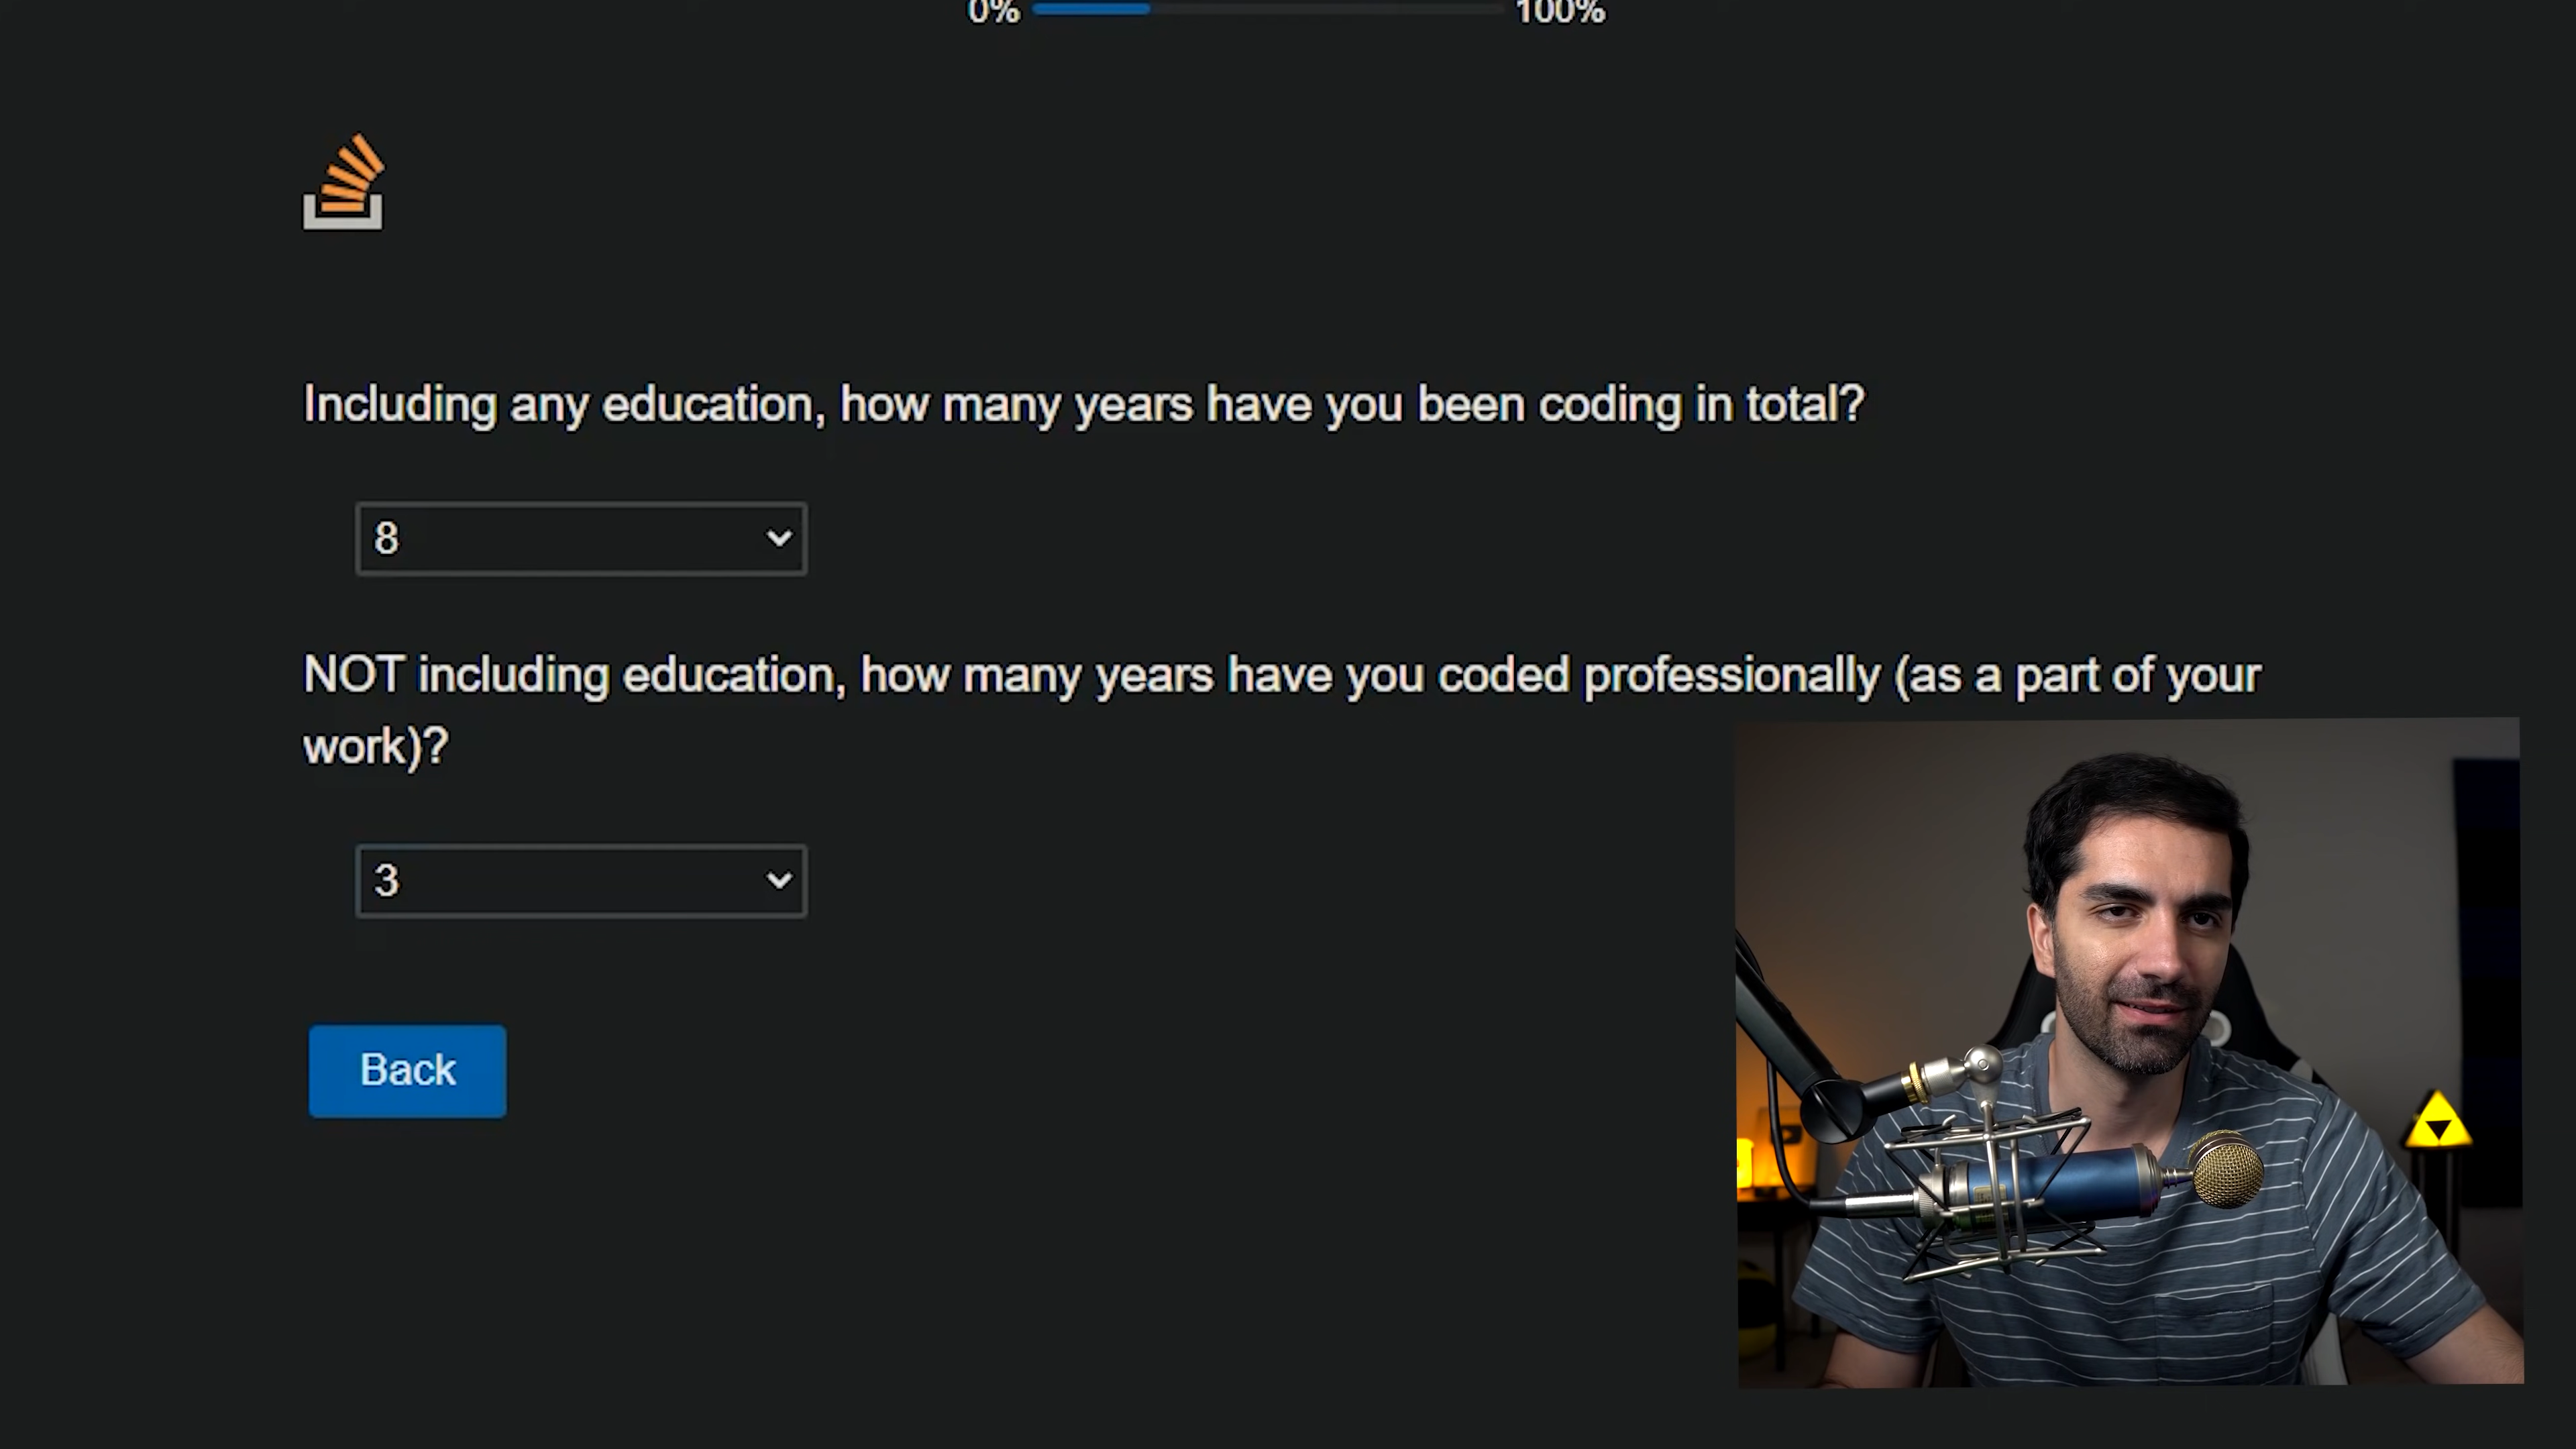 0% 100%
Including any education, how many years have you been coding in total?
8
NOT including education, how many years have you coded professionally (as a part of your
work)?
3
Back